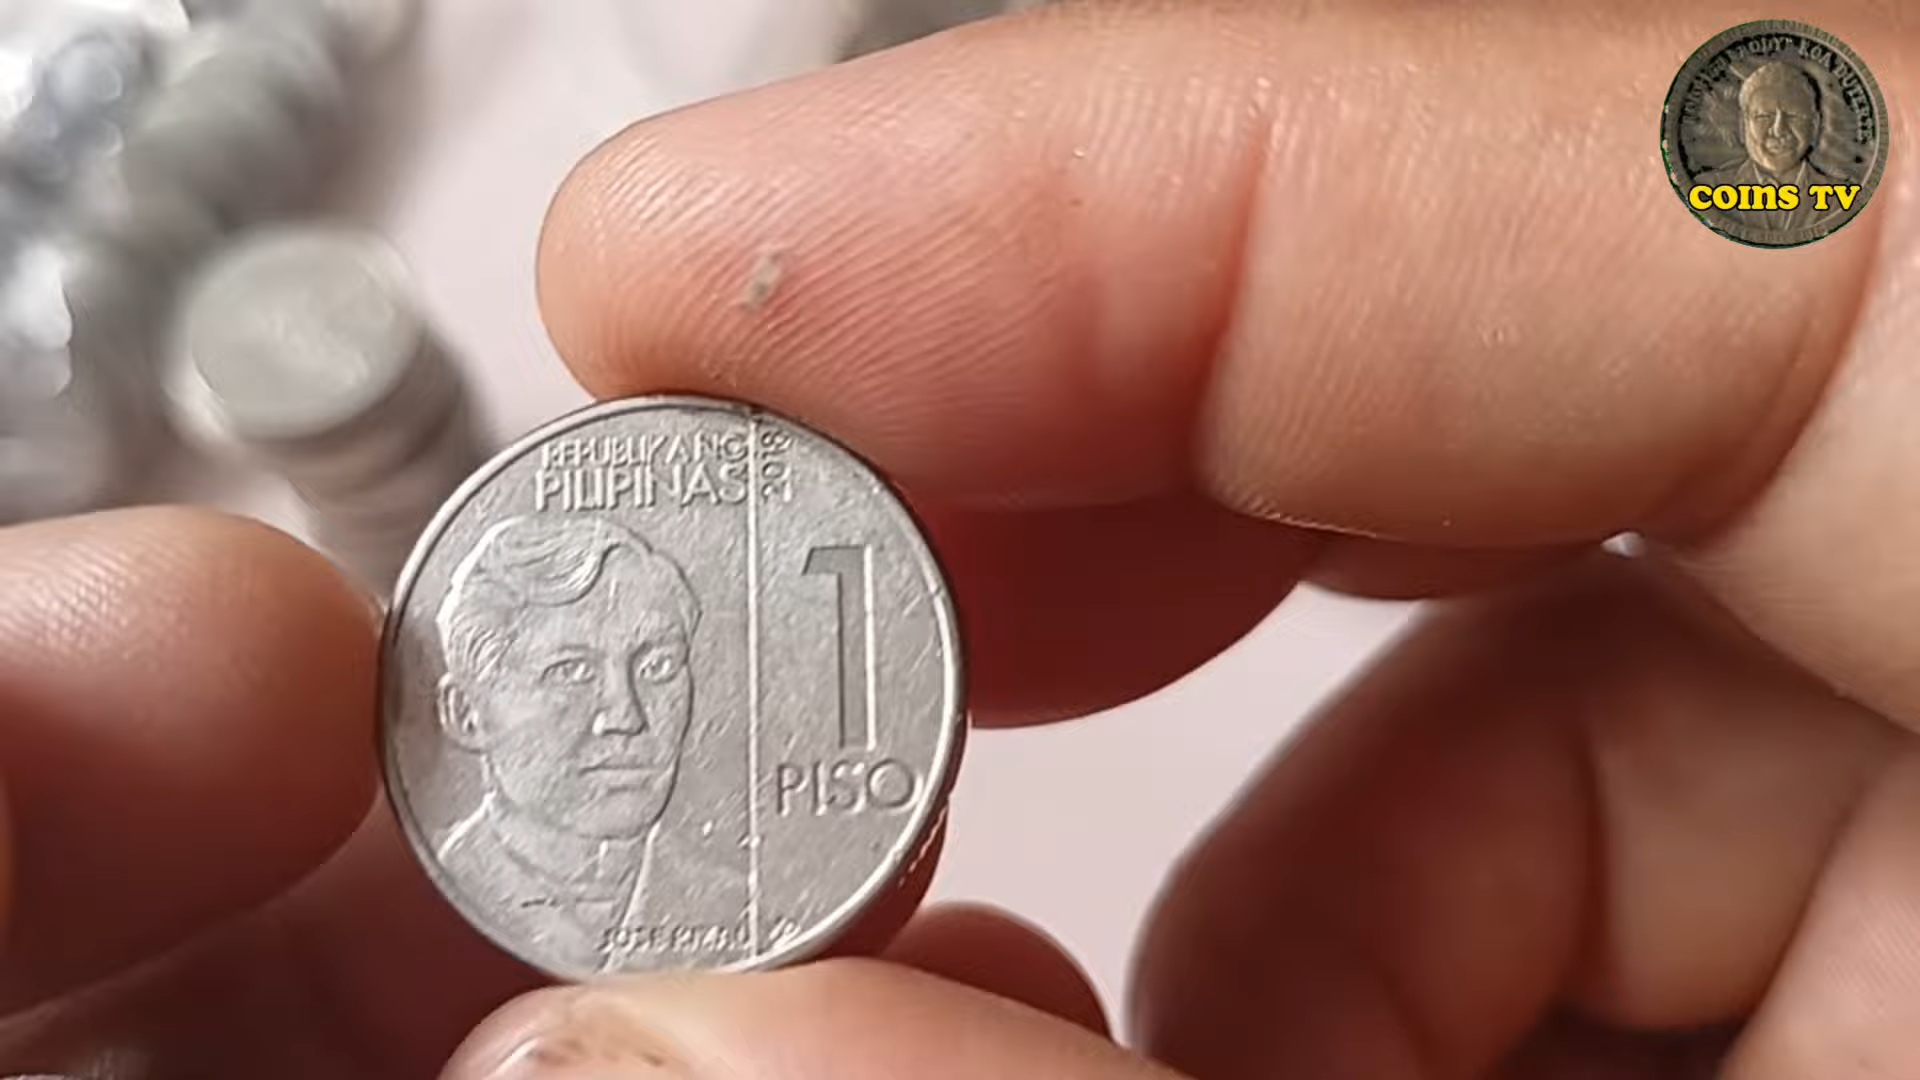 REPUBLIKA NG
PILIPINAS
2018
1
PISO
JOSE RIZAL
COINS TV